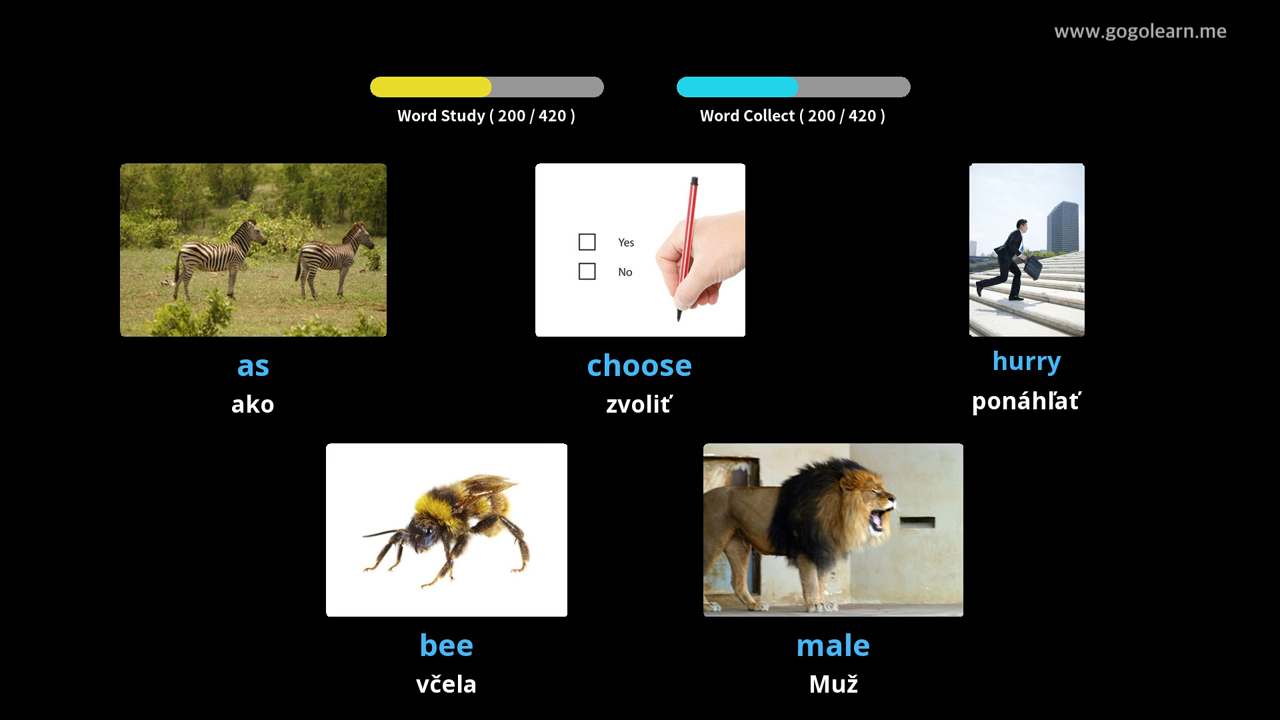 www.gogolearn.me
Word Study ( 200 / 420 )
Word Collect ( 200 / 420 )
Yes
No
as
ako
choose
zvoliť
hurry
ponáhľať
bee
včela
male
Muž